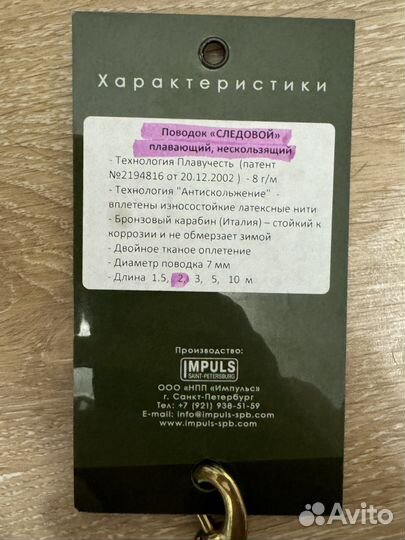 Характеристики
Поводок «СЛЕДОВОЙ»
плавающий, нескользящий
- Технология Плавучесть (патент
№2194816 от 20.12.2002 ) - 8 г/м
- Технология "Антискольжение" -
вплетены износостойкие латексные нити
- Бронзовый карабин (Италия) – стойкий к
коррозии и не обмерзает зимой
- Двойное тканое оплетение
- Диаметр поводка 7 мм
- Длина 1.5, 2, 3, 5, 10 м
Производство:
IMPULS
SAINT-PETERSBURG
ООО «НПП «Импульс»
г. Санкт-Петербург
Тел.: +7 (921) 938-51-59
E-mail: info@impuls-spb.com
www.impuls-spb.com
Avito